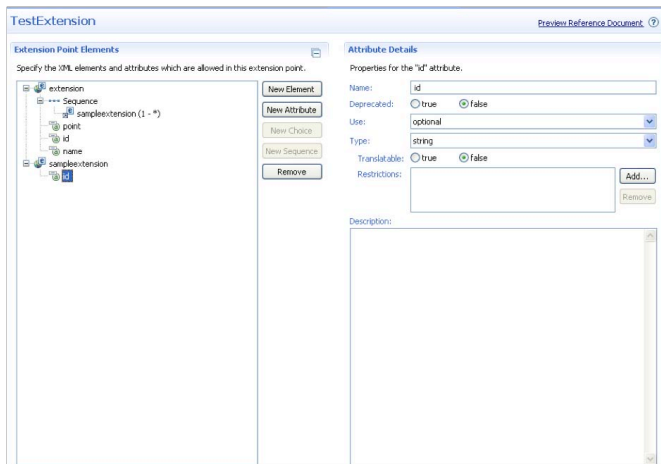 TestExtension
Preview Reference Document
Extension Point Elements
Specify the XML elements and attributes which are allowed in this extension point.
extension
Sequence
sampleextension (1 - *)
point
id
name
sampleextension
id
New Element
New Attribute
New Choice
New Sequence
Remove
Attribute Details
Properties for the "id" attribute.
Name: id
Deprecated: true false
Use: optional
Type: string
Translatable: true false
Restrictions:
Add...
Remove
Description: